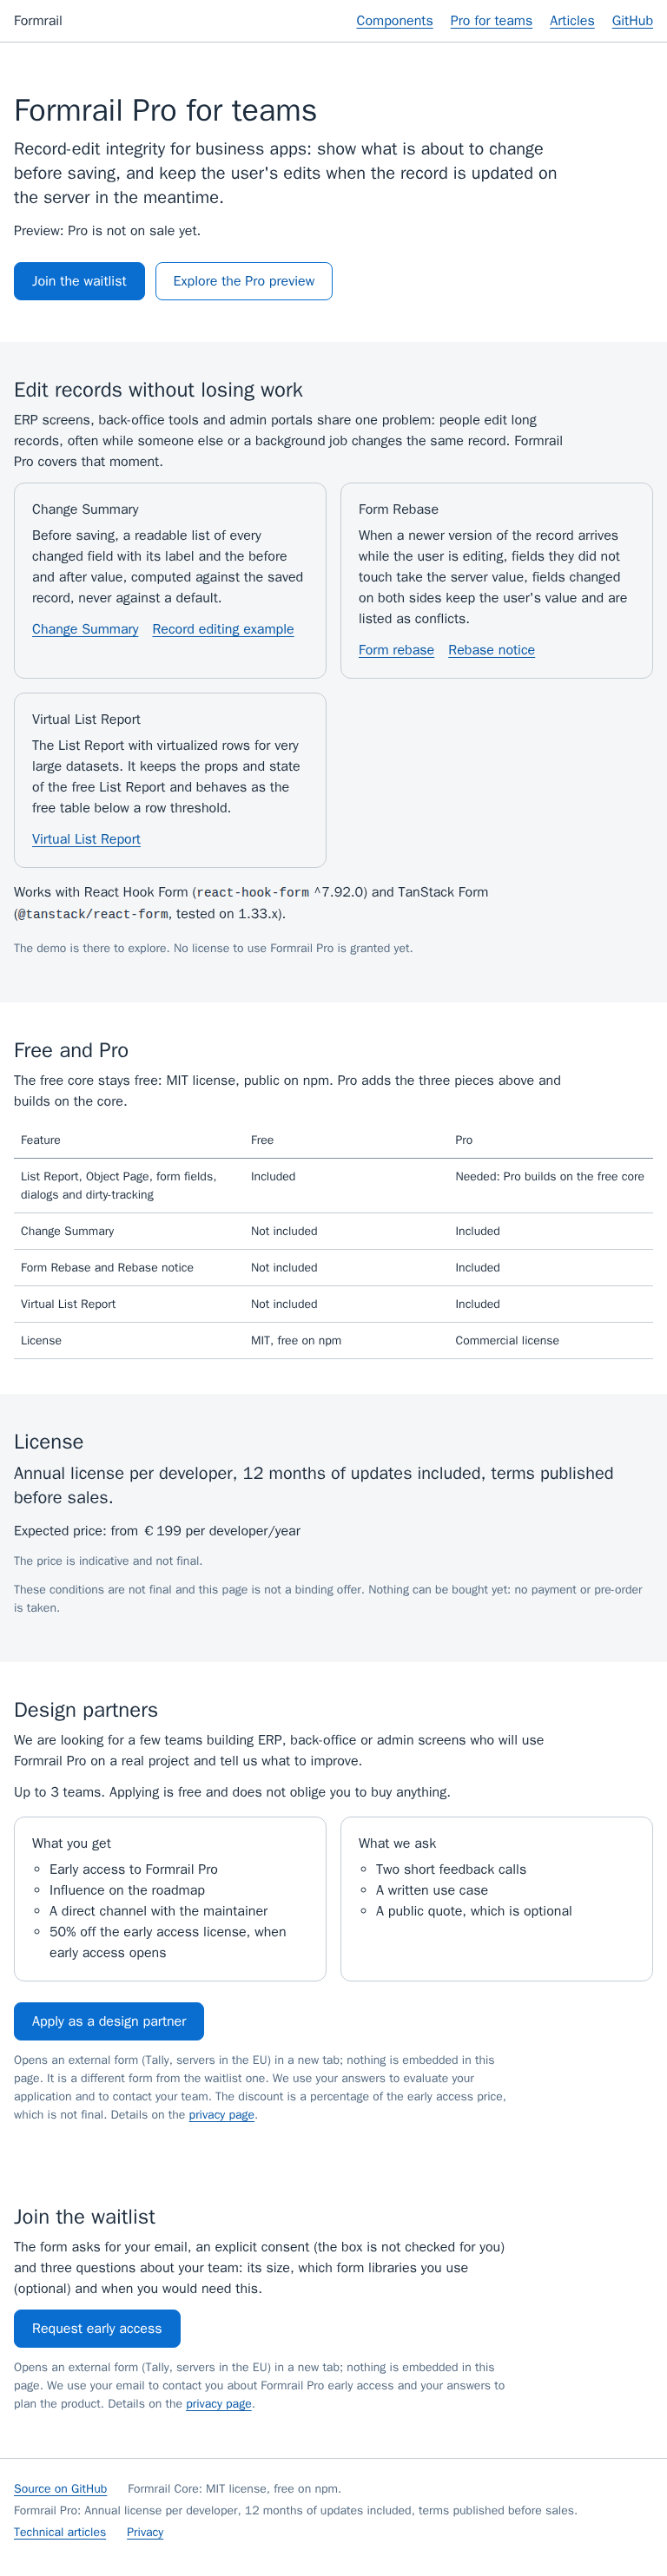 Formrail
Components Pro for teams Articles GitHub
Formrail Pro for teams
Record-edit integrity for business apps: show what is about to change
before saving, and keep the user's edits when the record is updated on
the server in the meantime.
Preview: Pro is not on sale yet.
Join the waitlist Explore the Pro preview
Edit records without losing work
ERP screens, back-office tools and admin portals share one problem: people edit long
records, often while someone else or a background job changes the same record. Formrail
Pro covers that moment.
Change Summary
Before saving, a readable list of every
changed field with its label and the before
and after value, computed against the saved
record, never against a default.
Change Summary Record editing example
Form Rebase
When a newer version of the record arrives
while the user is editing, fields they did not
touch take the server value, fields changed
on both sides keep the user's value and are
listed as conflicts.
Form rebase Rebase notice
Virtual List Report
The List Report with virtualized rows for very
large datasets. It keeps the props and state
of the free List Report and behaves as the
free table below a row threshold.
Virtual List Report
Works with React Hook Form (react-hook-form ^7.92.0) and TanStack Form
(@tanstack/react-form, tested on 1.33.x).
The demo is there to explore. No license to use Formrail Pro is granted yet.
Free and Pro
The free core stays free: MIT license, public on npm. Pro adds the three pieces above and
builds on the core.
Feature Free Pro
List Report, Object Page, form fields,
dialogs and dirty-tracking
Included
Needed: Pro builds on the free core
Change Summary Not included Included
Form Rebase and Rebase notice Not included Included
Virtual List Report Not included Included
License MIT, free on npm Commercial license
License
Annual license per developer, 12 months of updates included, terms published
before sales.
Expected price: from €199 per developer/year
The price is indicative and not final.
These conditions are not final and this page is not a binding offer. Nothing can be bought yet: no payment or pre-order
is taken.
Design partners
We are looking for a few teams building ERP, back-office or admin screens who will use
Formrail Pro on a real project and tell us what to improve.
Up to 3 teams. Applying is free and does not oblige you to buy anything.
What you get
Early access to Formrail Pro
Influence on the roadmap
A direct channel with the maintainer
50% off the early access license, when
early access opens
What we ask
Two short feedback calls
A written use case
A public quote, which is optional
Apply as a design partner
Opens an external form (Tally, servers in the EU) in a new tab; nothing is embedded in this
page. It is a different form from the waitlist one. We use your answers to evaluate your
application and to contact your team. The discount is a percentage of the early access price,
which is not final. Details on the privacy page.
Join the waitlist
The form asks for your email, an explicit consent (the box is not checked for you)
and three questions about your team: its size, which form libraries you use
(optional) and when you would need this.
Request early access
Opens an external form (Tally, servers in the EU) in a new tab; nothing is embedded in this
page. We use your email to contact you about Formrail Pro early access and your answers to
plan the product. Details on the privacy page.
Source on GitHub Formrail Core: MIT license, free on npm.
Formrail Pro: Annual license per developer, 12 months of updates included, terms published before sales.
Technical articles Privacy